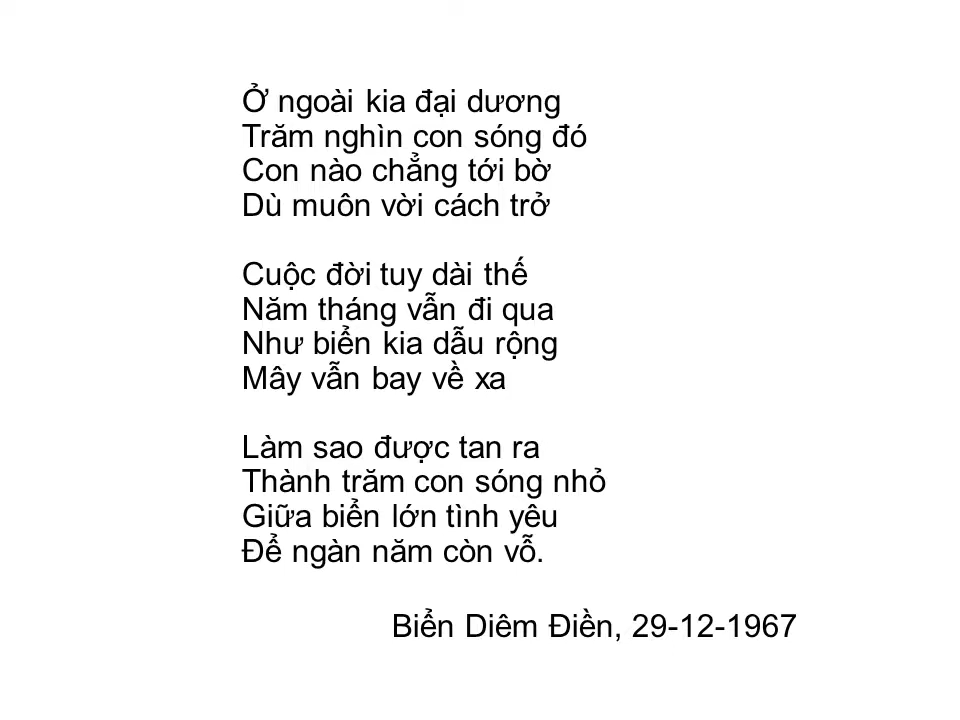 Ở ngoài kia đại dương
Trăm nghìn con sóng đó
Con nào chẳng tới bờ
Dù muôn vời cách trở
Cuộc đời tuy dài thế
Năm tháng vẫn đi qua
Như biển kia dẫu rộng
Mây vẫn bay về xa
Làm sao được tan ra
Thành trăm con sóng nhỏ
Giữa biển lớn tình yêu
Để ngàn năm còn vỗ.
Biển Diêm Điền, 29-12-1967